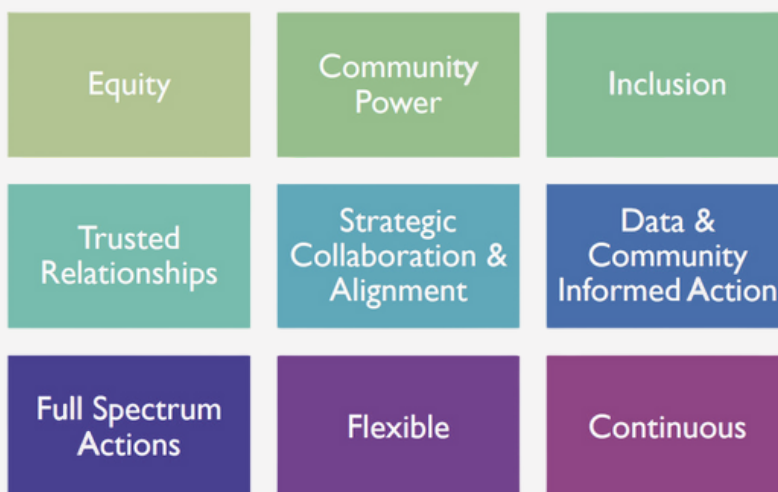 Equity
Community
Power
Inclusion
Trusted
Relationships
Strategic
Collaboration &
Alignment
Data &
Community
Informed Action
Full Spectrum
Actions
Flexible
Continuous